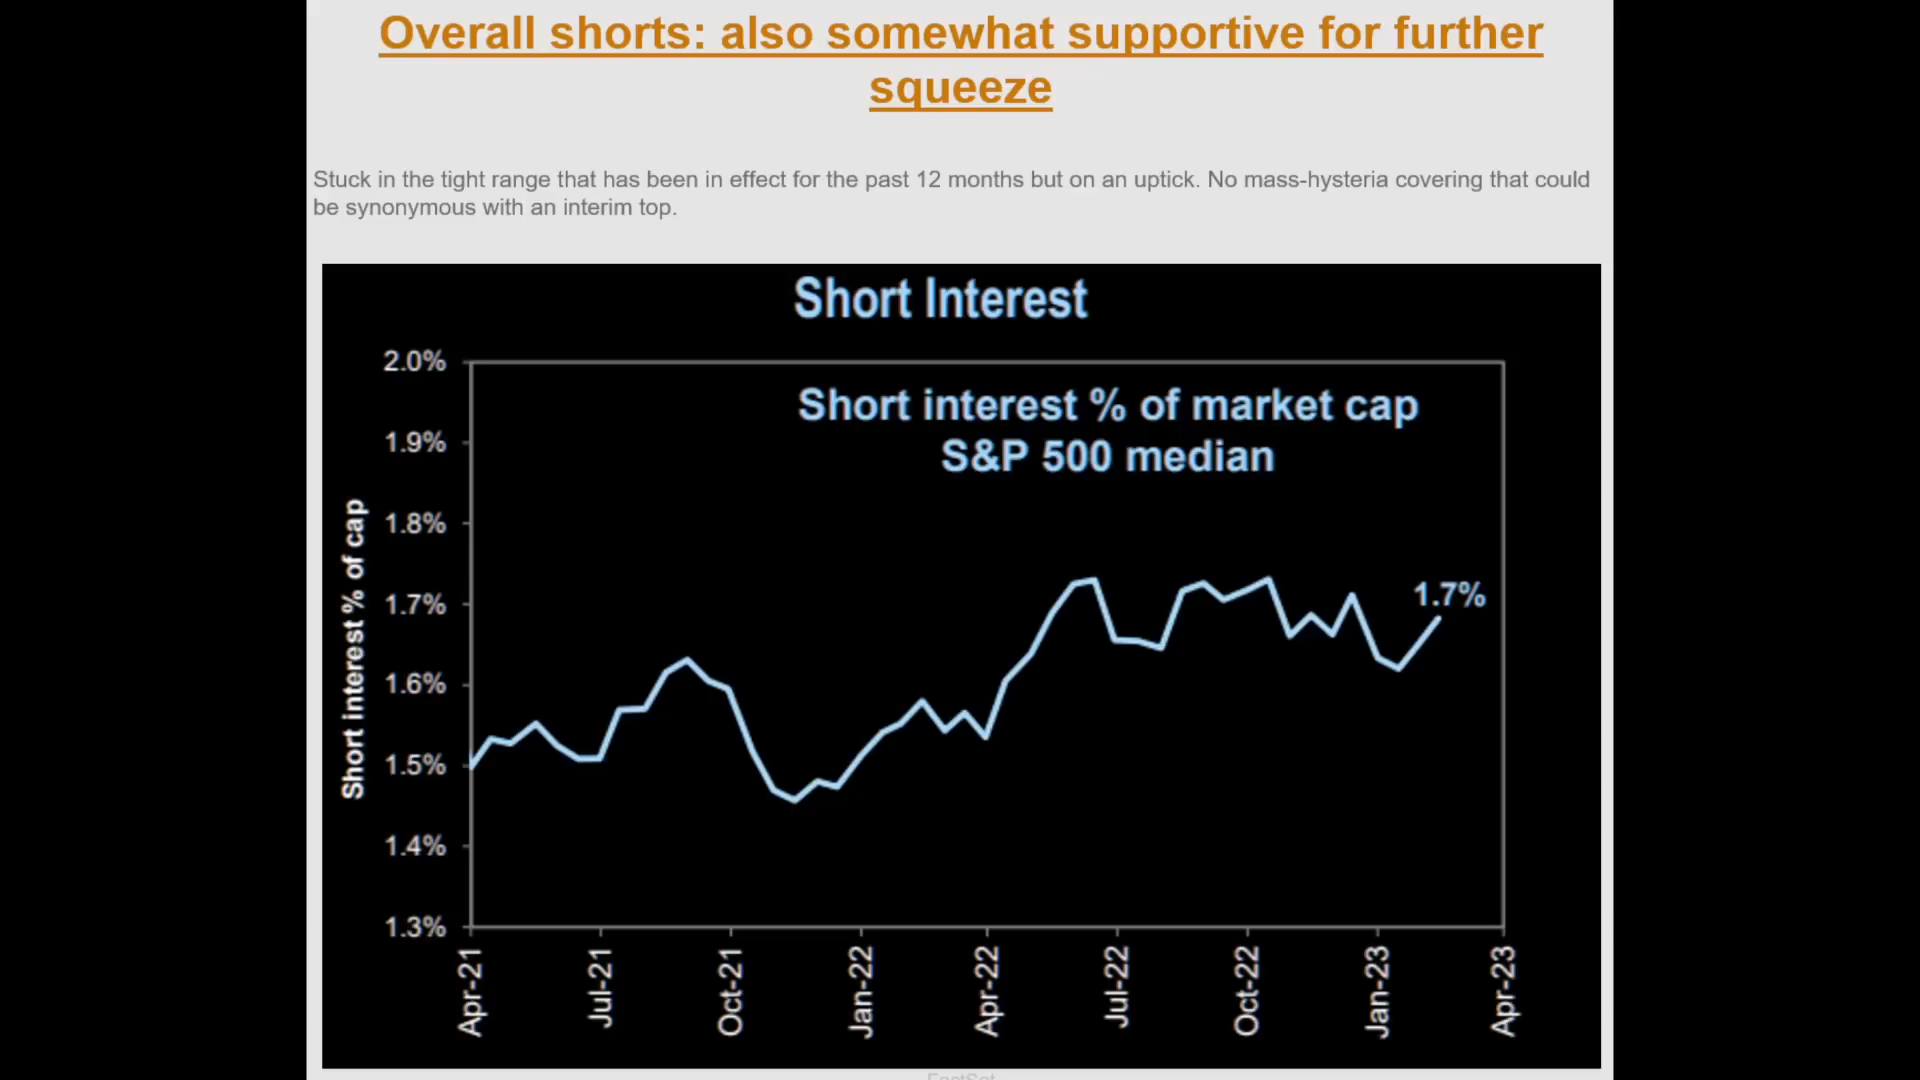 Overall shorts: also somewhat supportive for further
squeeze
Stuck in the tight range that has been in effect for the past 12 months but on an uptick. No mass-hysteria covering that could
be synonymous with an interim top.
Short Interest
Short interest % of market cap
S&P 500 median
Short interest % of cap
2.0%
1.9%
1.8%
1.7%
1.6%
1.5%
1.4%
1.3%
1.7%
Apr-21
Jul-21
Oct-21
Jan-22
Apr-22
Jul-22
Oct-22
Jan-23
Apr-23